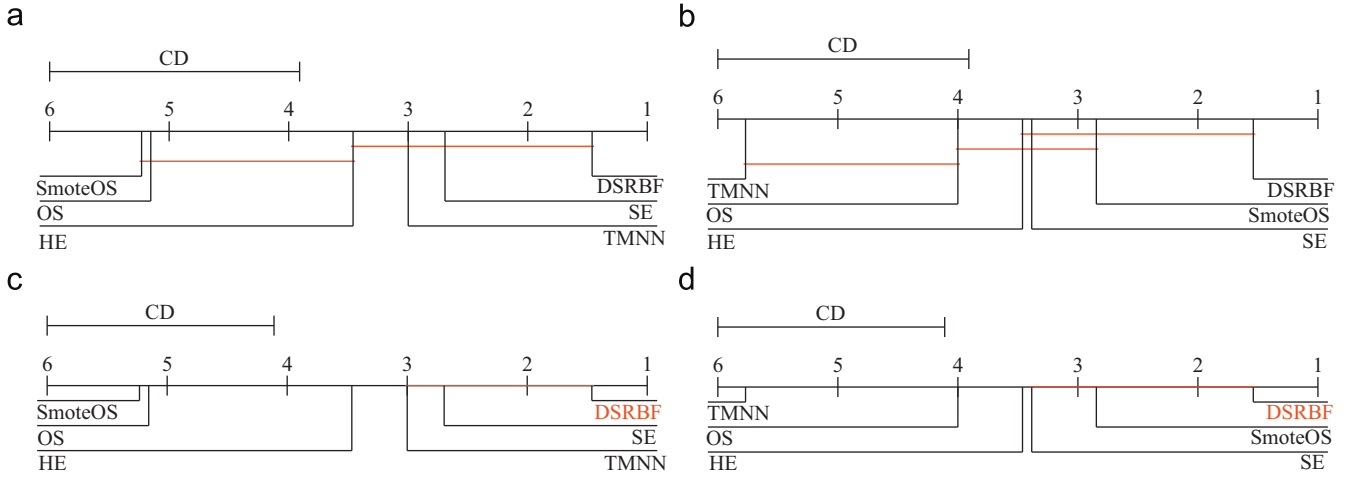 a
CD
6 5 4 3 2 1
SmoteOS DSRBF
OS SE
HE TMNN
b
CD
6 5 4 3 2 1
TMNN DSRBF
OS SmoteOS
HE SE
c
CD
6 5 4 3 2 1
SmoteOS DSRBF
OS SE
HE TMNN
d
CD
6 5 4 3 2 1
TMNN DSRBF
OS SmoteOS
HE SE